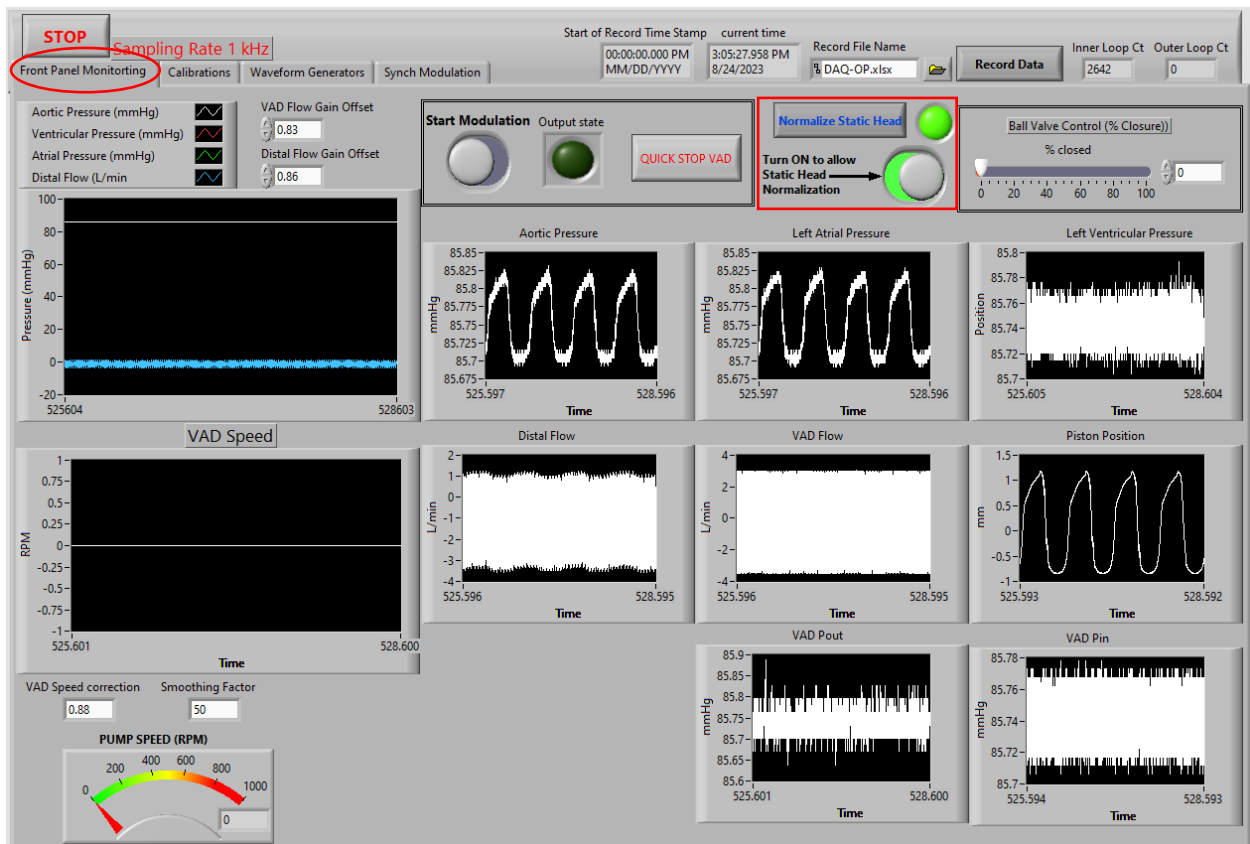 STOP
Sampling Rate 1 kHz
Start of Record Time Stamp
00:00:00.000 PM
MM/DD/YYYY
current time
3:05:27.958 PM
8/24/2023
Record File Name
DAQ-OP.xlsx
Record Data
Inner Loop Ct
2642
Outer Loop Ct
0
Front Panel Monitorting
Calibrations
Waveform Generators
Synch Modulation
Aortic Pressure (mmHg)
Ventricular Pressure (mmHg)
Atrial Pressure (mmHg)
Distal Flow (L/min
VAD Flow Gain Offset
0.83
Distal Flow Gain Offset
0.86
Start Modulation
Output state
QUICK STOP VAD
Normalize Static Head
Turn ON to allow
Static Head
Normalization
Ball Valve Control (% Closure))
% closed
0 20 40 60 80 100
0
Pressure (mmHg)
100
80
60
40
20
0
-20
525604 528603
Aortic Pressure
mmHg
85.85
85.825
85.8
85.775
85.75
85.725
85.7
85.675
525.597 528.596
Time
Left Atrial Pressure
mmHg
85.85
85.825
85.8
85.775
85.75
85.725
85.7
85.675
525.597 528.596
Time
Left Ventricular Pressure
Position
85.8
85.78
85.76
85.74
85.72
85.7
525.605 528.604
Time
VAD Speed
RPM
1
0.75
0.5
0.25
0
-0.25
-0.5
-0.75
-1
525.601 528.600
Time
Distal Flow
L/min
2
1
0
-1
-2
-3
-4
525.596 528.595
Time
VAD Flow
L/min
4
2
0
-2
-4
525.596 528.595
Time
Piston Position
mm
1.5
1
0.5
0
-0.5
-1
525.593 528.592
Time
VAD Pout
mmHg
85.9
85.85
85.8
85.75
85.7
85.65
85.6
525.601 528.600
Time
VAD Pin
mmHg
85.78
85.76
85.74
85.72
85.7
525.594 528.593
Time
VAD Speed correction
0.88
Smoothing Factor
50
PUMP SPEED (RPM)
0 200 400 600 800 1000
0